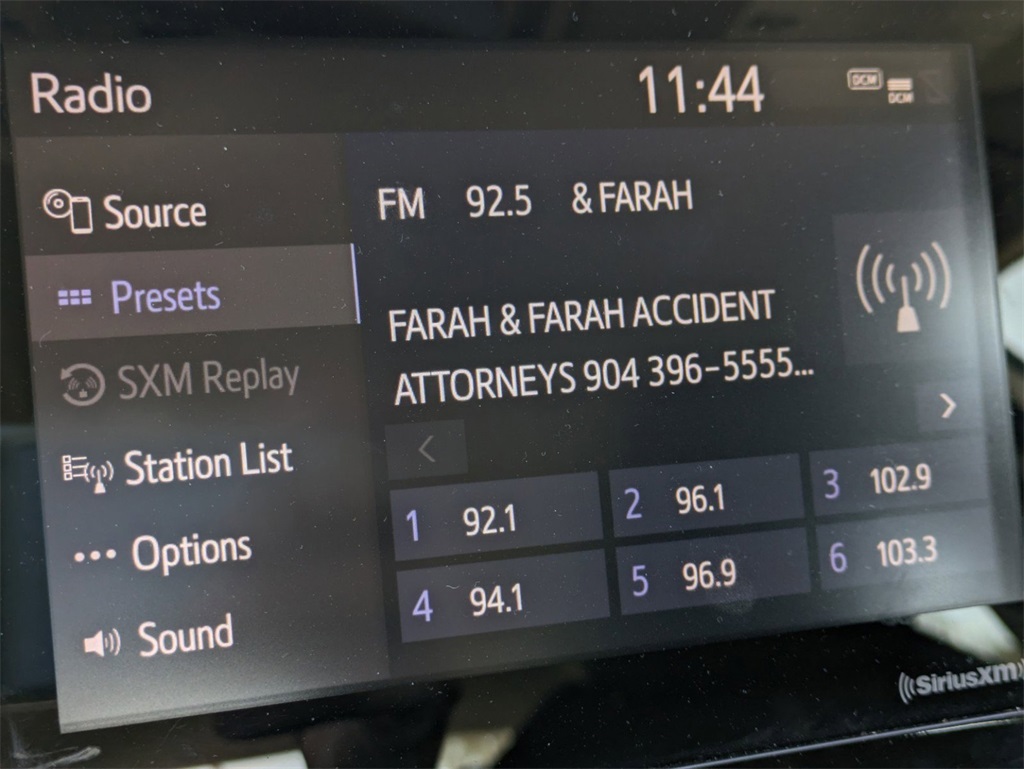 Radio
11:44
DCM
DCM
Source
FM 92.5 & FARAH
Presets
FARAH & FARAH ACCIDENT
ATTORNEYS 904 396-5555...
SXM Replay
Station List
Options
Sound
1 92.1
2 96.1
3 102.9
4 94.1
5 96.9
6 103.3
SiriusXM